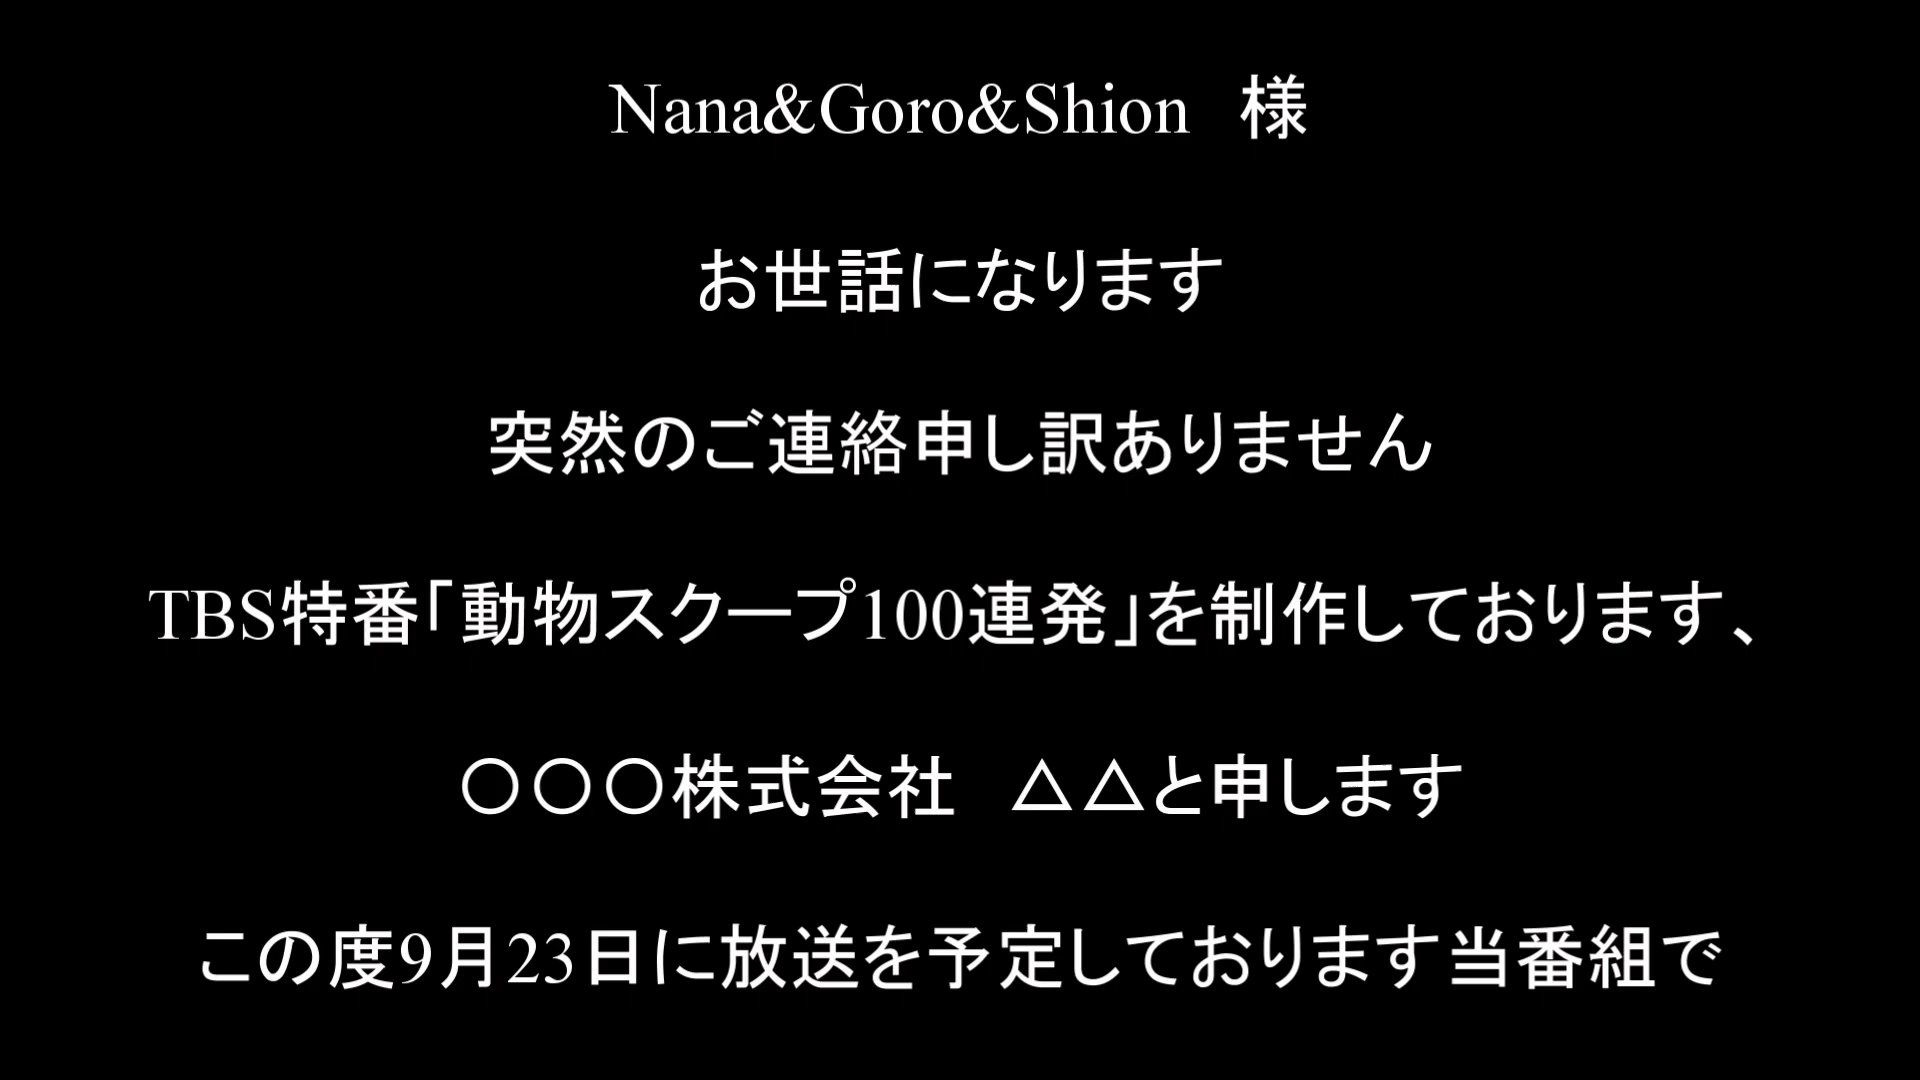 Nana&Goro&Shion　様
お世話になります
突然のご連絡申し訳ありません
TBS特番「動物スクープ100連発」を制作しております、
〇〇〇株式会社　△△と申します
この度9月23日に放送を予定しております当番組で